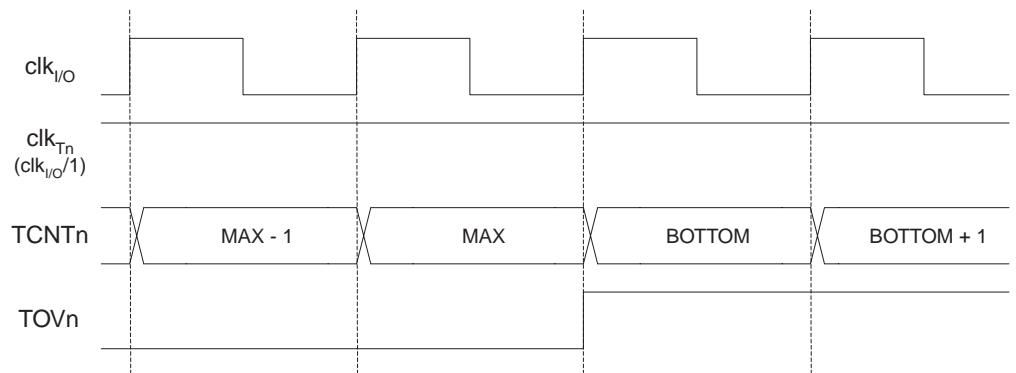 clkI/O
clkTn
(clkI/O/1)
TCNTn MAX - 1 MAX BOTTOM BOTTOM + 1
TOVn